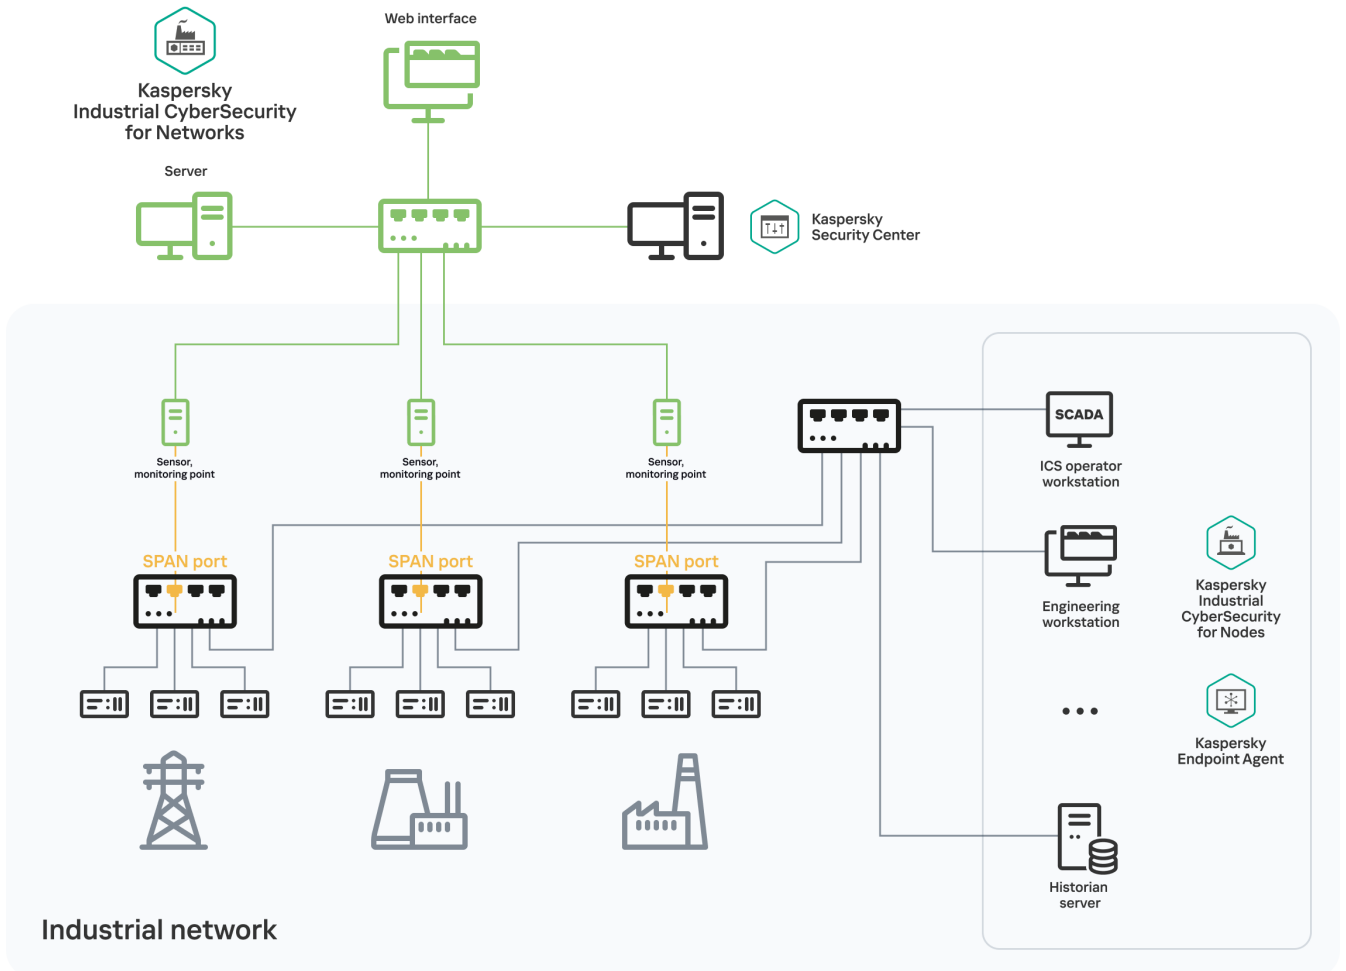 Web interface
Kaspersky
Industrial CyberSecurity
for Networks
Server
Kaspersky
Security Center
Sensor,
monitoring point
Sensor,
monitoring point
Sensor,
monitoring point
SCADA
ICS operator
workstation
SPAN port
SPAN port
SPAN port
Engineering
workstation
Kaspersky
Industrial
CyberSecurity
for Nodes
Kaspersky
Endpoint Agent
Historian
server
Industrial network